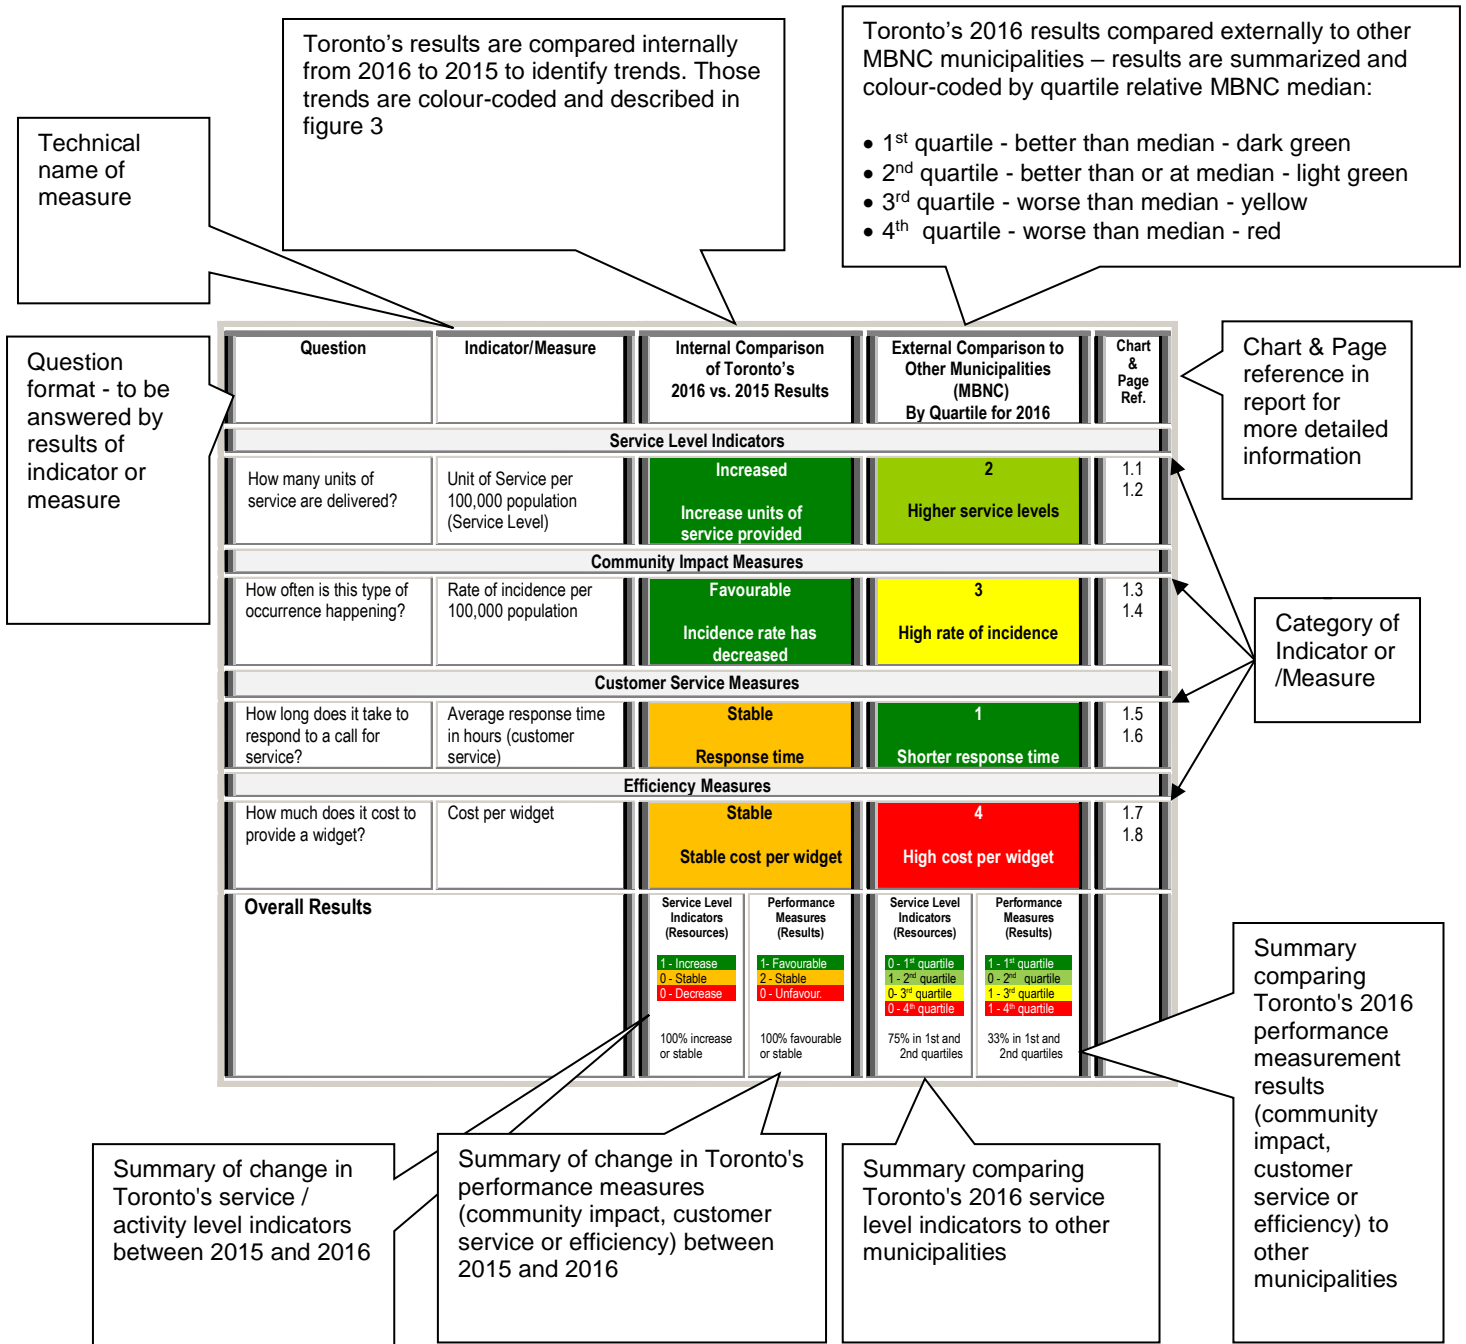 Toronto's results are compared internally
from 2016 to 2015 to identify trends. Those
trends are colour-coded and described in
figure 3
Toronto's 2016 results compared externally to other
MBNC municipalities – results are summarized and
colour-coded by quartile relative MBNC median:
• 1st quartile - better than median - dark green
• 2nd quartile - better than or at median - light green
• 3rd quartile - worse than median - yellow
• 4th quartile - worse than median - red
Technical
name of
measure
Question
format - to be
answered by
results of
indicator or
measure
Chart & Page
reference in
report for
more detailed
information
Question
Indicator/Measure
Internal Comparison
of Toronto's
2016 vs. 2015 Results
External Comparison to
Other Municipalities
(MBNC)
By Quartile for 2016
Chart
&
Page
Ref.
Service Level Indicators
How many units of
service are delivered?
Unit of Service per
100,000 population
(Service Level)
Increased
Increase units of
service provided
2
Higher service levels
1.1
1.2
Community Impact Measures
How often is this type of
occurrence happening?
Rate of incidence per
100,000 population
Favourable
Incidence rate has
decreased
3
High rate of incidence
1.3
1.4
Category of
Indicator or
/Measure
Customer Service Measures
How long does it take to
respond to a call for
service?
Average response time
in hours (customer
service)
Stable
Response time
1
Shorter response time
1.5
1.6
Efficiency Measures
How much does it cost to
provide a widget?
Cost per widget
Stable
Stable cost per widget
4
High cost per widget
1.7
1.8
Overall Results
Service Level
Indicators
(Resources)
1 - Increase
0 - Stable
0 - Decrease
100% increase
or stable
Performance
Measures
(Results)
1- Favourable
2 - Stable
0 - Unfavour.
100% favourable
or stable
Service Level
Indicators
(Resources)
0 - 1st quartile
1 - 2nd quartile
0- 3rd quartile
0 - 4th quartile
75% in 1st and
2nd quartiles
Performance
Measures
(Results)
1 - 1st quartile
0 - 2nd quartile
1 - 3rd quartile
1 - 4th quartile
33% in 1st and
2nd quartiles
Summary
comparing
Toronto's 2016
performance
measurement
results
(community
impact,
customer
service or
efficiency) to
other
municipalities
Summary of change in
Toronto's service /
activity level indicators
between 2015 and 2016
Summary of change in Toronto's
performance measures
(community impact, customer
service or efficiency) between
2015 and 2016
Summary comparing
Toronto's 2016 service
level indicators to other
municipalities